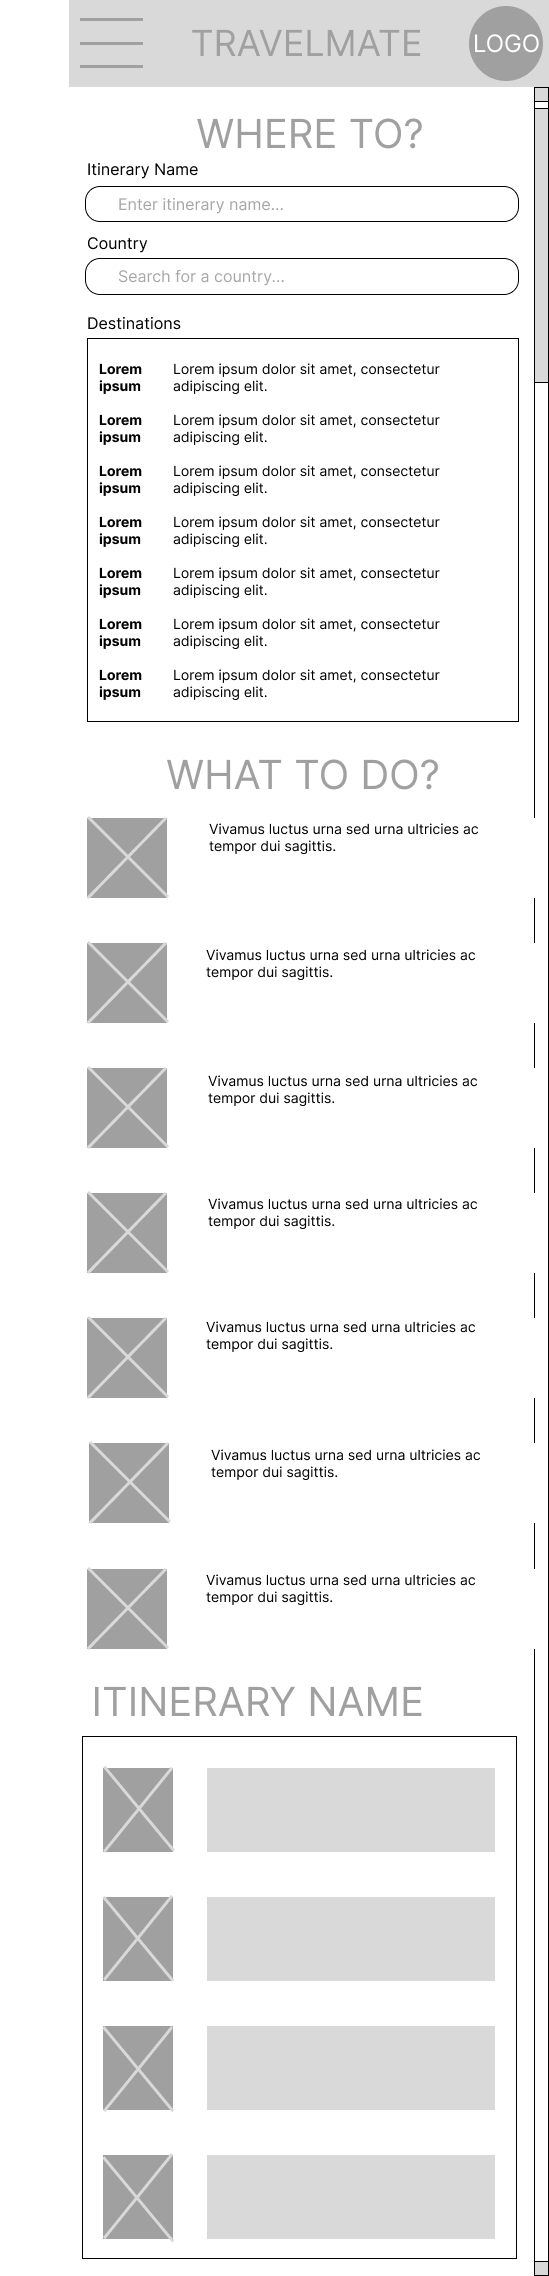 TRAVELMATE
LOGO
WHERE TO?
Itinerary Name
Enter itinerary name...
Country
Search for a country...
Destinations
Lorem ipsum dolor sit amet, consectetur
Lorem
ipsum
adipiscing elit.
Lorem
ipsum
Lorem ipsum dolor sit amet, consectetur
adipiscing elit.
Lorem
ipsum
Lorem ipsum dolor sit amet, consectetur
adipiscing elit.
Lorem
ipsum
Lorem ipsum dolor sit amet, consectetur
adipiscing elit.
Lorem
ipsum
Lorem ipsum dolor sit amet, consectetur
adipiscing elit.
Lorem
ipsum
Lorem ipsum dolor sit amet, consectetur
adipiscing elit.
Lorem
ipsum
Lorem ipsum dolor sit amet, consectetur
adipiscing elit.
WHAT TO DO?
Vivamus luctus urna sed urna ultricies ac
tempor dui sagittis.
Vivamus luctus urna sed urna ultricies ac
tempor dui sagittis.
Vivamus luctus urna sed urna ultricies ac
tempor dui sagittis.
Vivamus luctus urna sed urna ultricies ac
tempor dui sagittis.
Vivamus luctus urna sed urna ultricies ac
tempor dui sagittis.
Vivamus luctus urna sed urna ultricies ac
tempor dui sagittis.
Vivamus luctus urna sed urna ultricies ac
tempor dui sagittis.
ITINERARY NAME